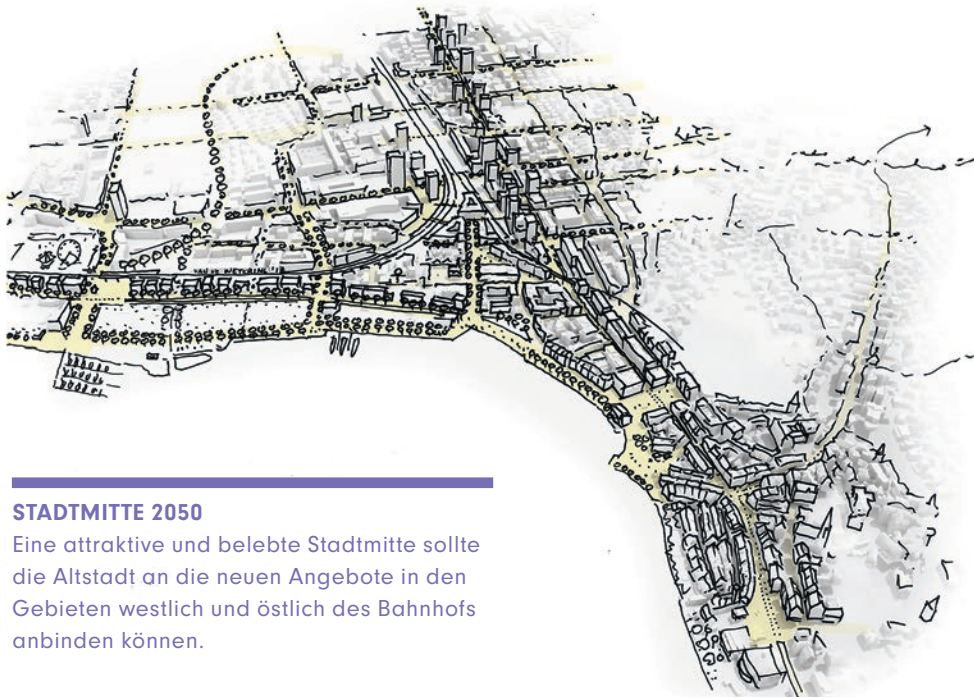 STADTMITTE 2050
Eine attraktive und belebte Stadtmitte sollte
die Altstadt an die neuen Angebote in den
Gebieten westlich und östlich des Bahnhofs
anbinden können.